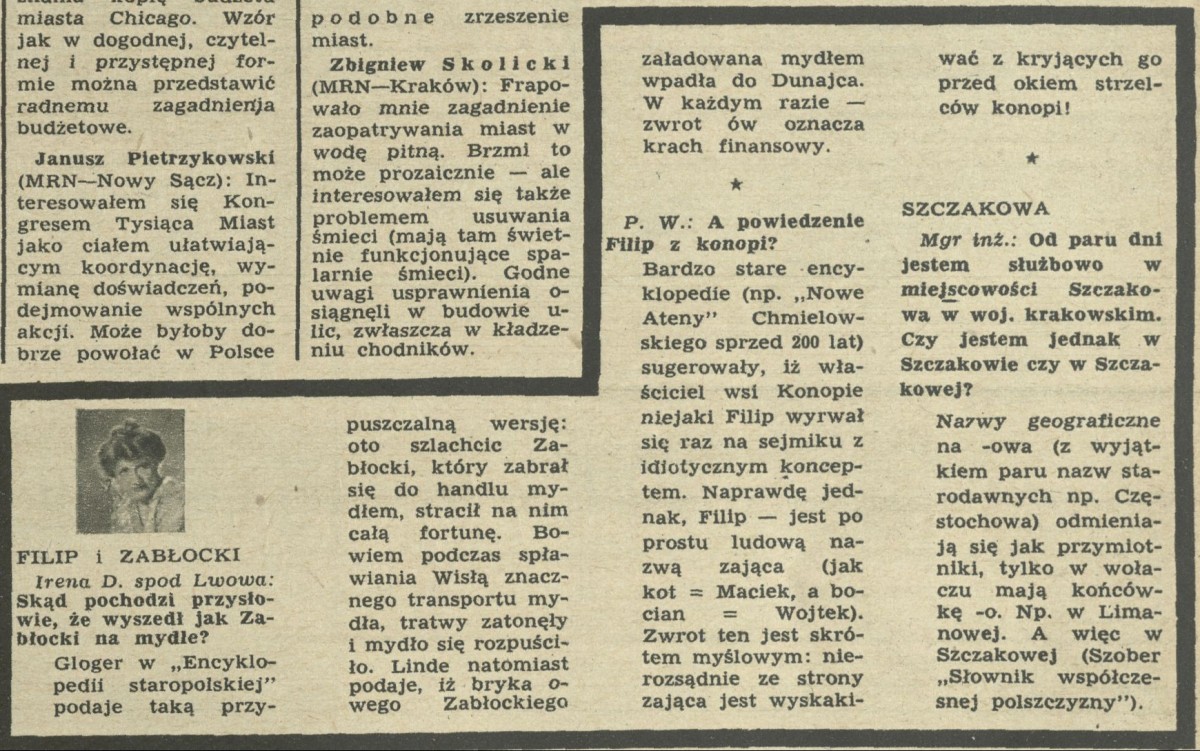 miasta Chicago. Wzór
jak w dogodnej, czytel-
nej i przystępnej for-
mie można przedstawić
radnemu zagadnienja
budżetowe.
Janusz Pietrzykowski
(MRN—Nowy Sącz): In-
teresowałem się Kon-
gresem Tysiąca Miast
jako ciałem ułatwiają-
cym koordynację, wy-
mianę doświadczeń, po-
dejmowanie wspólnych
akcji. Może byłoby do-
brze powołać w Polsce
podobne zrzeszenie
miast.
Zbigniew Skolicki
(MRN—Kraków): Frapo-
wało mnie zagadnienie
zaopatrywania miast w
wodę pitną. Brzmi to
może prozaicznie — ale
interesowałem się także
problemem usuwania
śmieci (mają tam świet-
nie funkcjonujące spa-
larnie śmieci). Godne
uwagi usprawnienia o-
siągnęli w budowie u-
lic, zwłaszcza w kładze-
niu chodników.
FILIP i ZABŁOCKI
Irena D. spod Lwowa:
Skąd pochodzi przysło-
wie, że wyszedł jak Za-
błocki na mydle?
Gloger w „Encyklo-
pedii staropolskiej”
podaje taką przy-
puszczalną wersję:
oto szlachcic Za-
błocki, który zabrał
się do handlu my-
dłem, stracił na nim
całą fortunę. Bo-
wiem podczas spła-
wiania Wisłą znacz-
nego transportu my-
dła, tratwy zatonęły
i mydło się rozpuści-
ło. Linde natomiast
podaje, iż bryka o-
wego Zabłockiego
załadowana mydłem
wpadła do Dunajca.
W każdym razie —
zwrot ów oznacza
krach finansowy.
★
P. W.: A powiedzenie
Filip z konopi?
Bardzo stare ency-
klopedie (np. „Nowe
Ateny” Chmielow-
skiego sprzed 200 lat)
sugerowały, iż wła-
ściciel wsi Konopie
niejaki Filip wyrwał
się raz na sejmiku z
idiotycznym koncep-
tem. Naprawdę jed-
nak, Filip — jest po
prostu ludową na-
zwą zająca (jak
kot = Maciek, a bo-
cian = Wojtek).
Zwrot ten jest skró-
tem myślowym: nie-
rozsądnie ze strony
zająca jest wyskaki-
wać z kryjących go
przed okiem strzel-
ców konopi!
★
SZCZAKOWA
Mgr inż.: Od paru dni
jestem służbowo w
miejscowości Szczako-
wa w woj. krakowskim.
Czy jestem jednak w
Szczakowie czy w Szcza-
kowej?
Nazwy geograficzne
na -owa (z wyjąt-
kiem paru nazw sta-
rodawnych np. Czę-
stochowa) odmienia-
ją się jak przymiot-
niki, tylko w woła-
czu mają końców-
kę -o. Np. w Lima-
nowej. A więc w
Szczakowej (Szober
„Słownik współcze-
snej polszczyzny”).